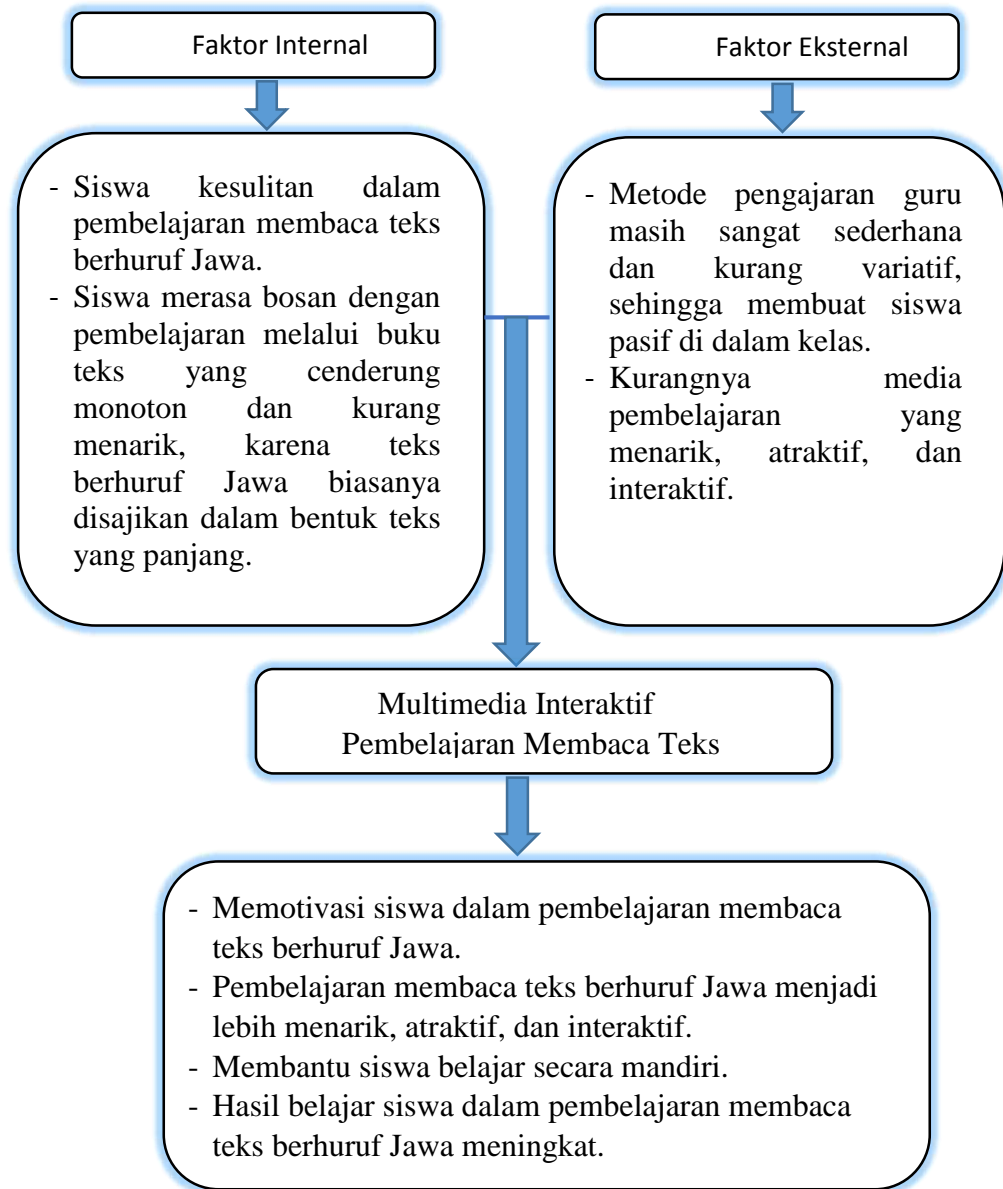 Faktor Internal
Faktor Eksternal
- Siswa kesulitan dalam
pembelajaran membaca teks
berhuruf Jawa.
- Siswa merasa bosan dengan
pembelajaran melalui buku
teks yang cenderung
monoton dan kurang
menarik, karena teks
berhuruf Jawa biasanya
disajikan dalam bentuk teks
yang panjang.
- Metode pengajaran guru
masih sangat sederhana
dan kurang variatif,
sehingga membuat siswa
pasif di dalam kelas.
- Kurangnya media
pembelajaran yang
menarik, atraktif, dan
interaktif.
Multimedia Interaktif
Pembelajaran Membaca Teks
- Memotivasi siswa dalam pembelajaran membaca
teks berhuruf Jawa.
- Pembelajaran membaca teks berhuruf Jawa menjadi
lebih menarik, atraktif, dan interaktif.
- Membantu siswa belajar secara mandiri.
- Hasil belajar siswa dalam pembelajaran membaca
teks berhuruf Jawa meningkat.